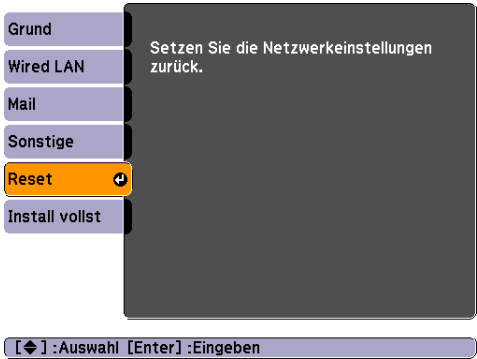 Grund
Wired LAN
Mail
Sonstige
Reset
Install vollst
Setzen Sie die Netzwerkeinstellungen
zurück.
[◆] :Auswahl [Enter] :Eingeben